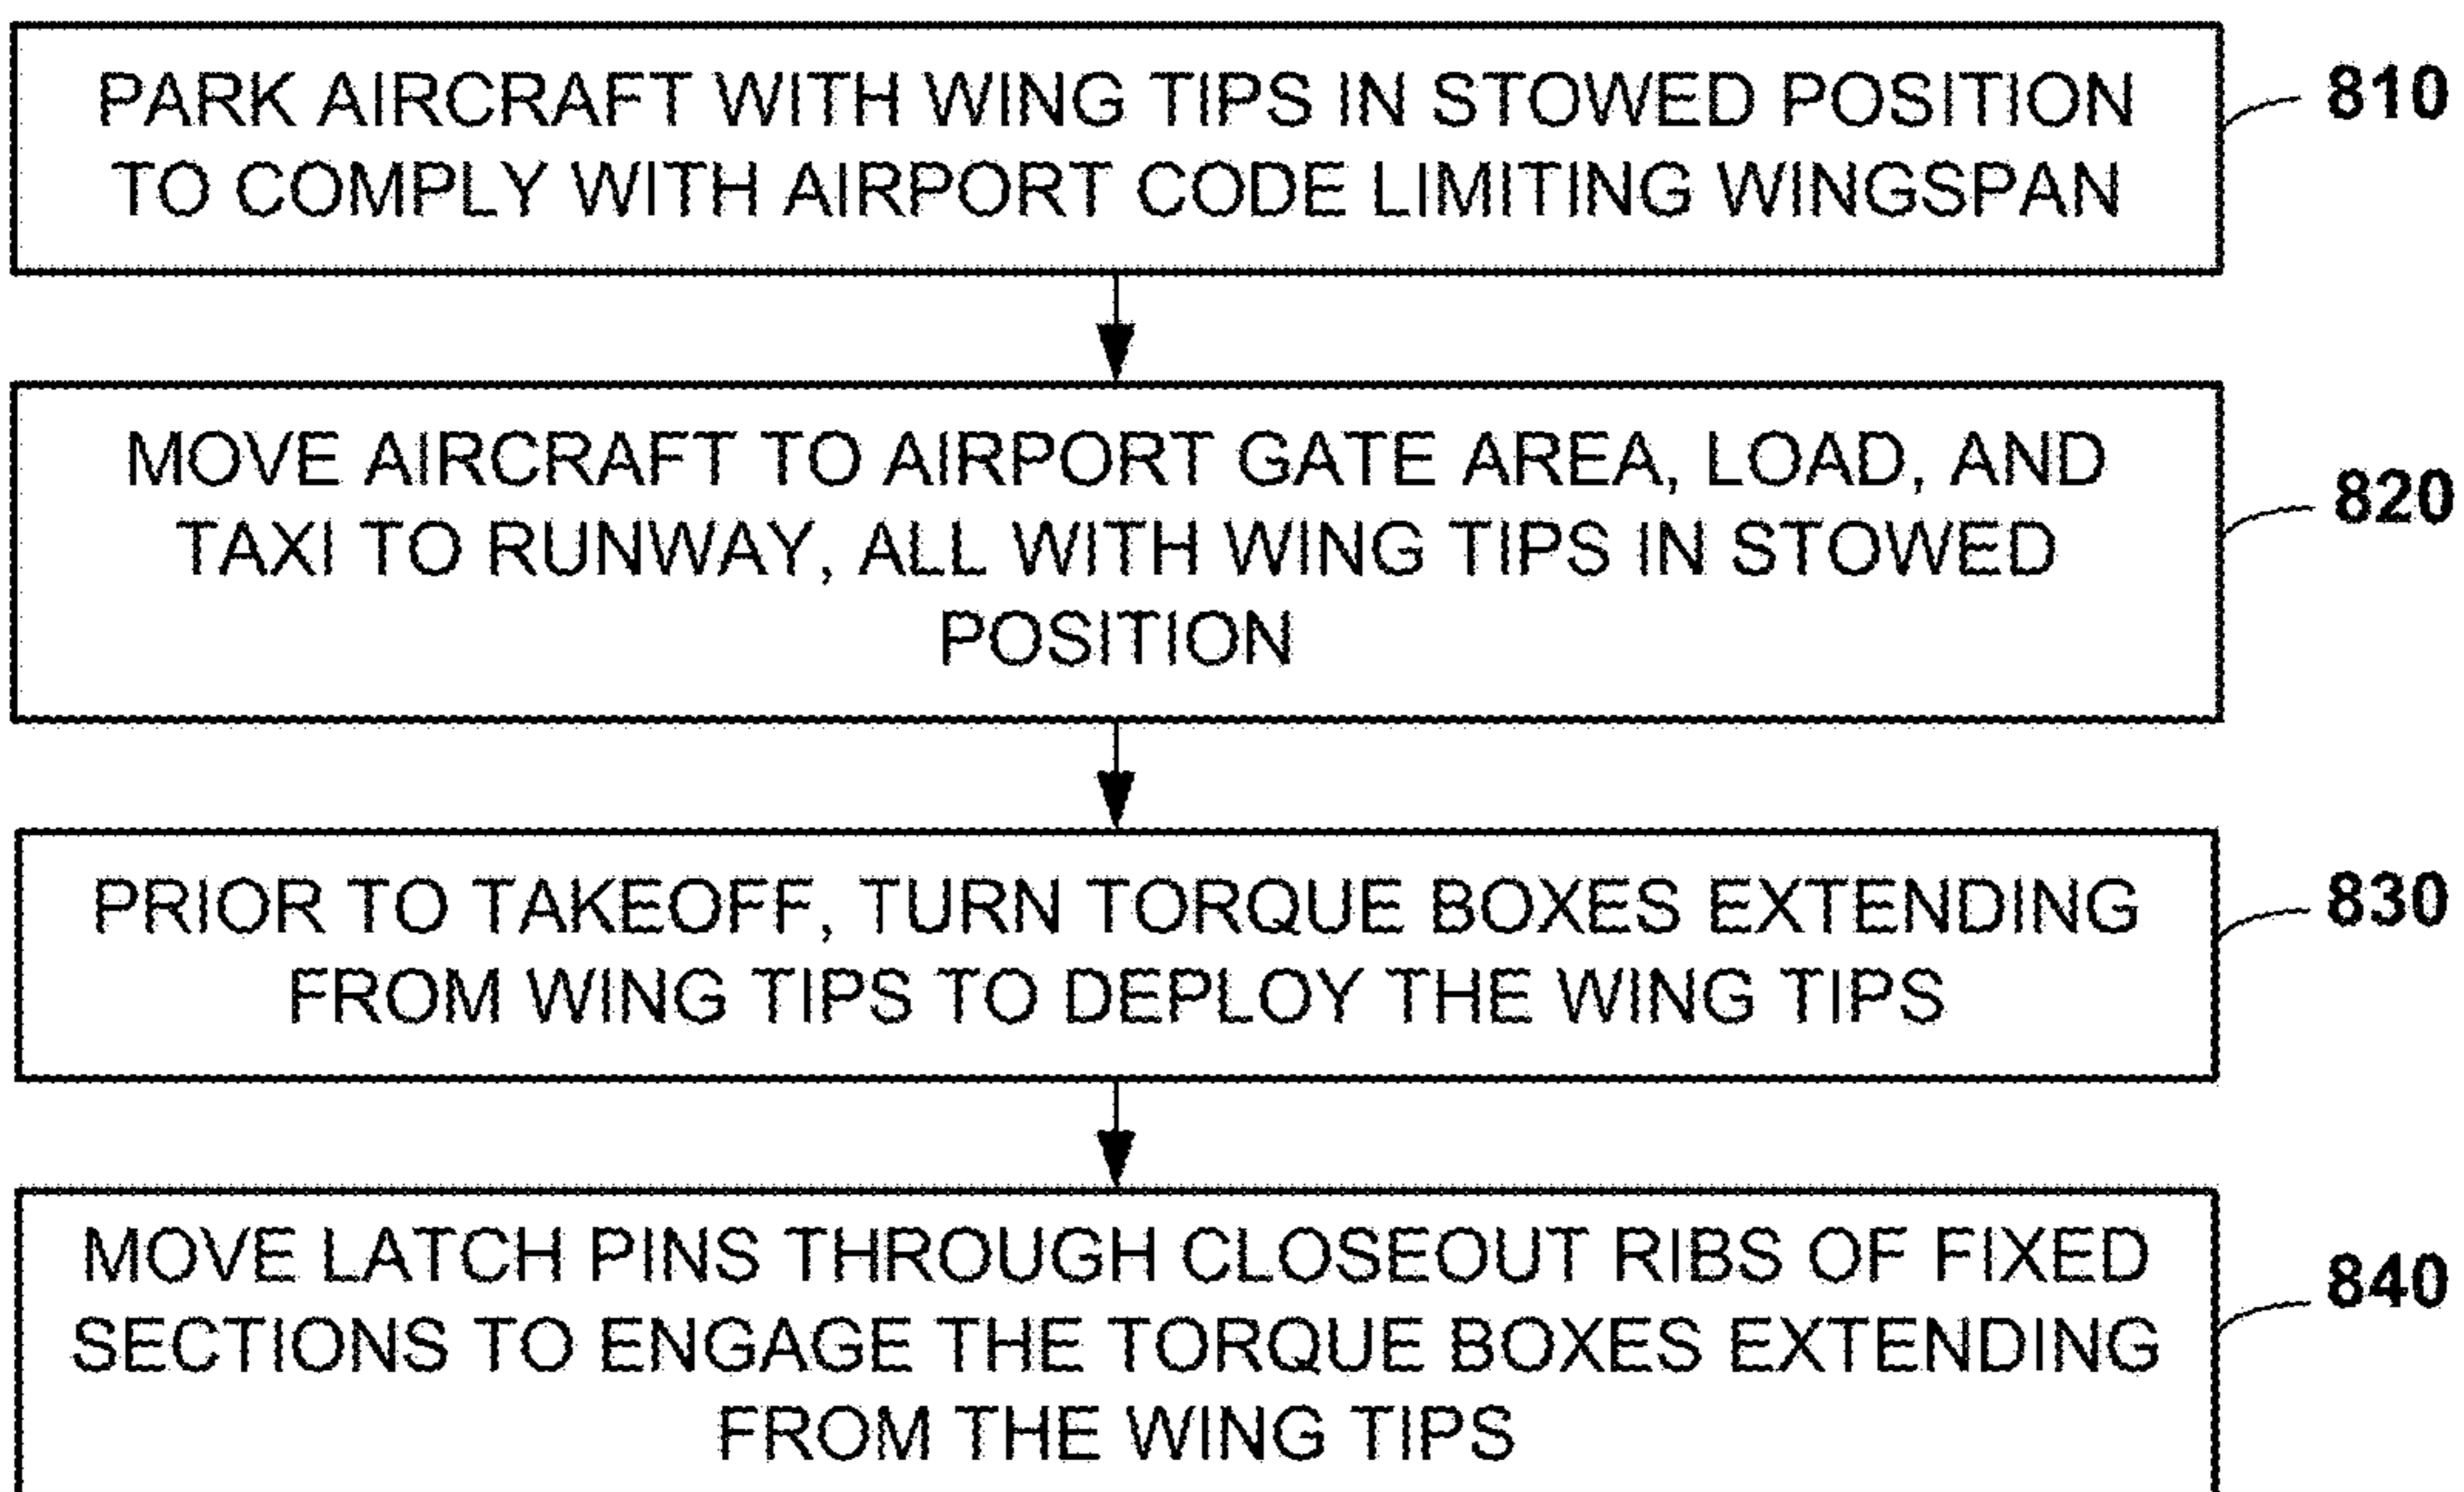 PARK AIRCRAFT WITH WING TIPS IN STOWED POSITION
TO COMPLY WITH AIRPORT CODE LIMITING WINGSPAN
810
MOVE AIRCRAFT TO AIRPORT GATE AREA, LOAD, AND
TAXI TO RUNWAY, ALL WITH WING TIPS IN STOWED
POSITION
820
PRIOR TO TAKEOFF, TURN TORQUE BOXES EXTENDING
FROM WING TIPS TO DEPLOY THE WING TIPS
830
MOVE LATCH PINS THROUGH CLOSEOUT RIBS OF FIXED
SECTIONS TO ENGAGE THE TORQUE BOXES EXTENDING
FROM THE WING TIPS
840